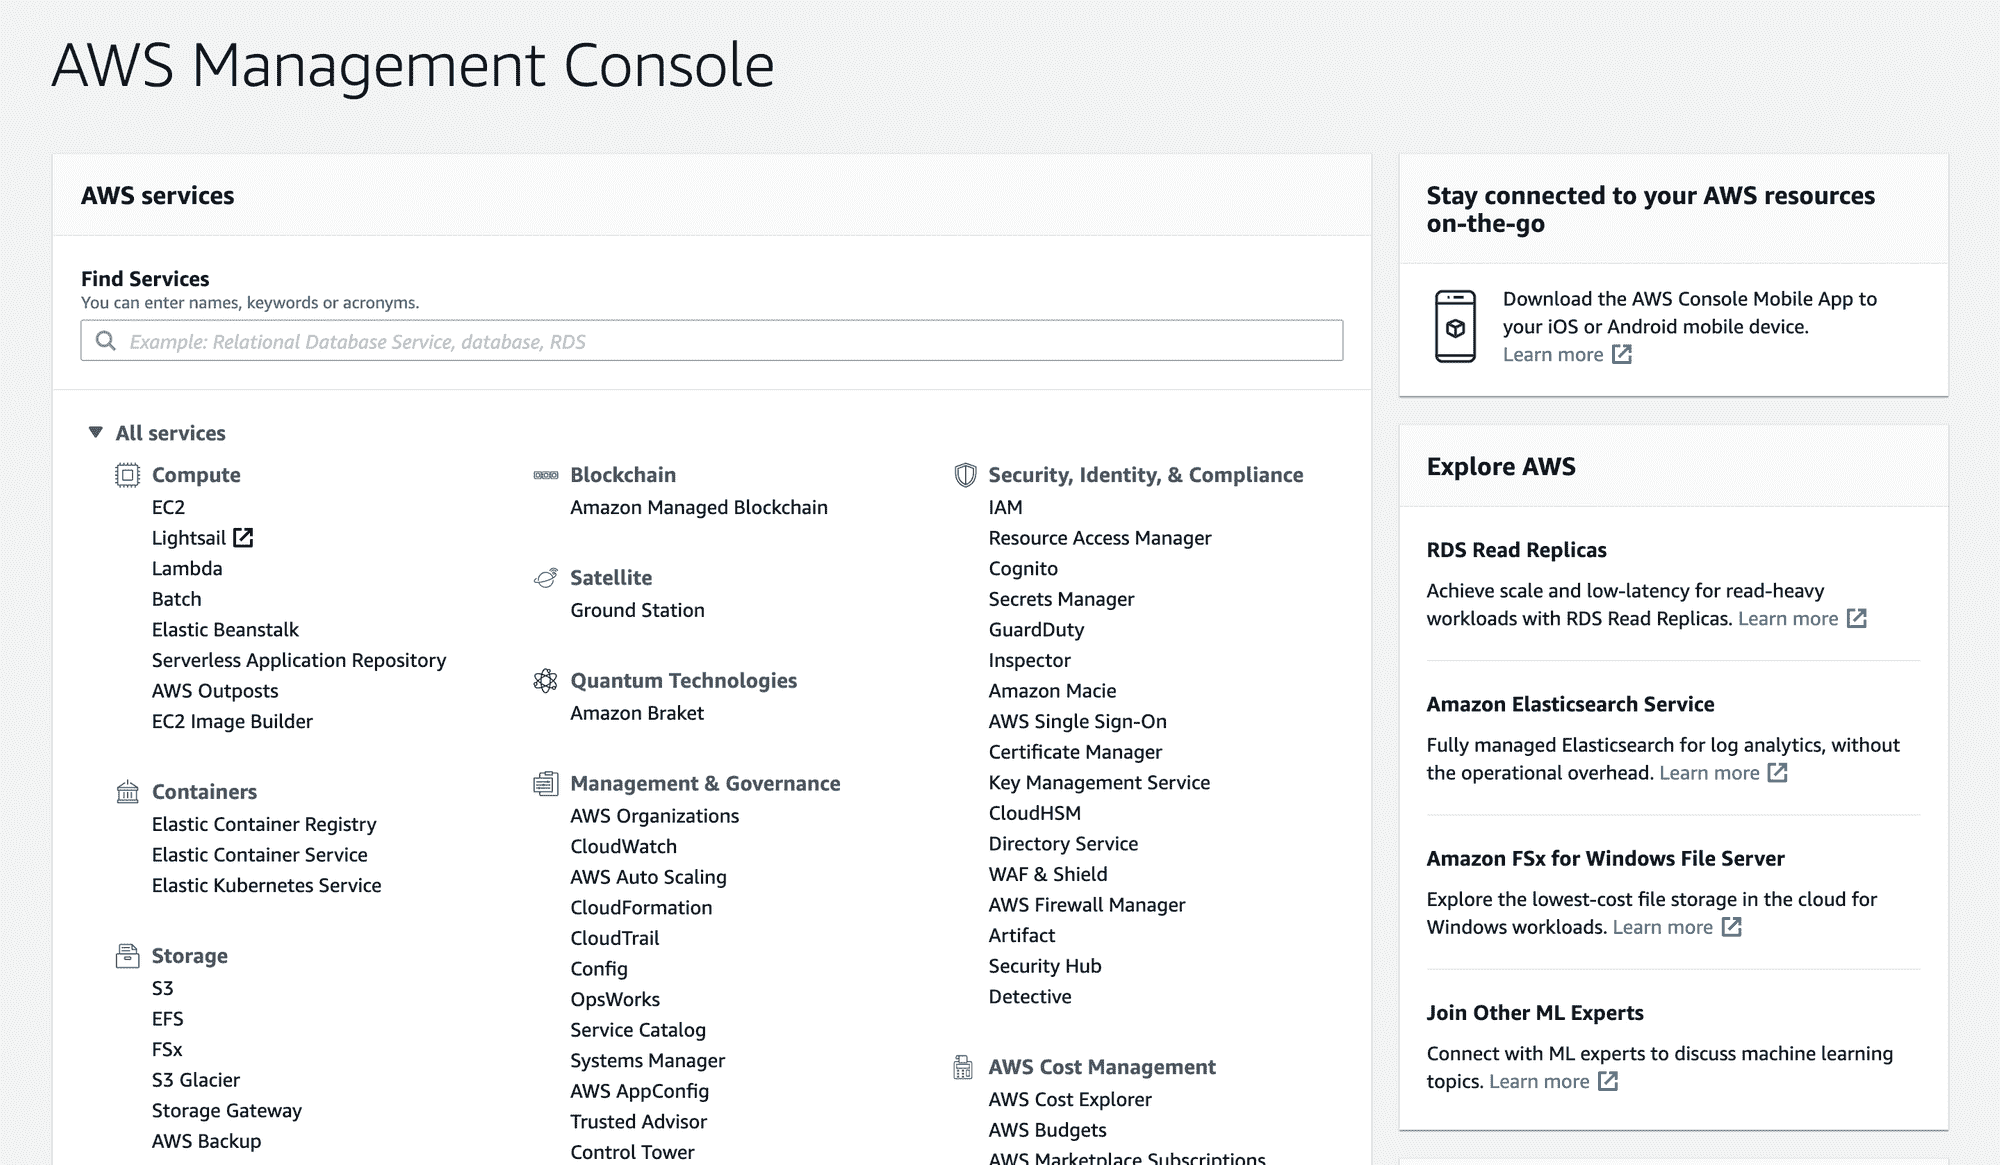 AWS Management Console
AWS services
Find Services
You can enter names, keywords or acronyms.
Example: Relational Database Service, database, RDS
All services
Compute
EC2
Lightsail
Lambda
Batch
Elastic Beanstalk
Serverless Application Repository
AWS Outposts
EC2 Image Builder
Containers
Elastic Container Registry
Elastic Container Service
Elastic Kubernetes Service
Storage
S3
EFS
FSx
S3 Glacier
Storage Gateway
AWS Backup
Blockchain
Amazon Managed Blockchain
Satellite
Ground Station
Quantum Technologies
Amazon Braket
Management & Governance
AWS Organizations
CloudWatch
AWS Auto Scaling
CloudFormation
CloudTrail
Config
OpsWorks
Service Catalog
Systems Manager
AWS AppConfig
Trusted Advisor
Control Tower
Security, Identity, & Compliance
IAM
Resource Access Manager
Cognito
Secrets Manager
GuardDuty
Inspector
Amazon Macie
AWS Single Sign-On
Certificate Manager
Key Management Service
CloudHSM
Directory Service
WAF & Shield
AWS Firewall Manager
Artifact
Security Hub
Detective
AWS Cost Management
AWS Cost Explorer
AWS Budgets
AWS Marketplace Subscriptions
Stay connected to your AWS resources
on-the-go
Download the AWS Console Mobile App to
your iOS or Android mobile device.
Learn more
Explore AWS
RDS Read Replicas
Achieve scale and low-latency for read-heavy
workloads with RDS Read Replicas. Learn more
Amazon Elasticsearch Service
Fully managed Elasticsearch for log analytics, without
the operational overhead. Learn more
Amazon FSx for Windows File Server
Explore the lowest-cost file storage in the cloud for
Windows workloads. Learn more
Join Other ML Experts
Connect with ML experts to discuss machine learning
topics. Learn more